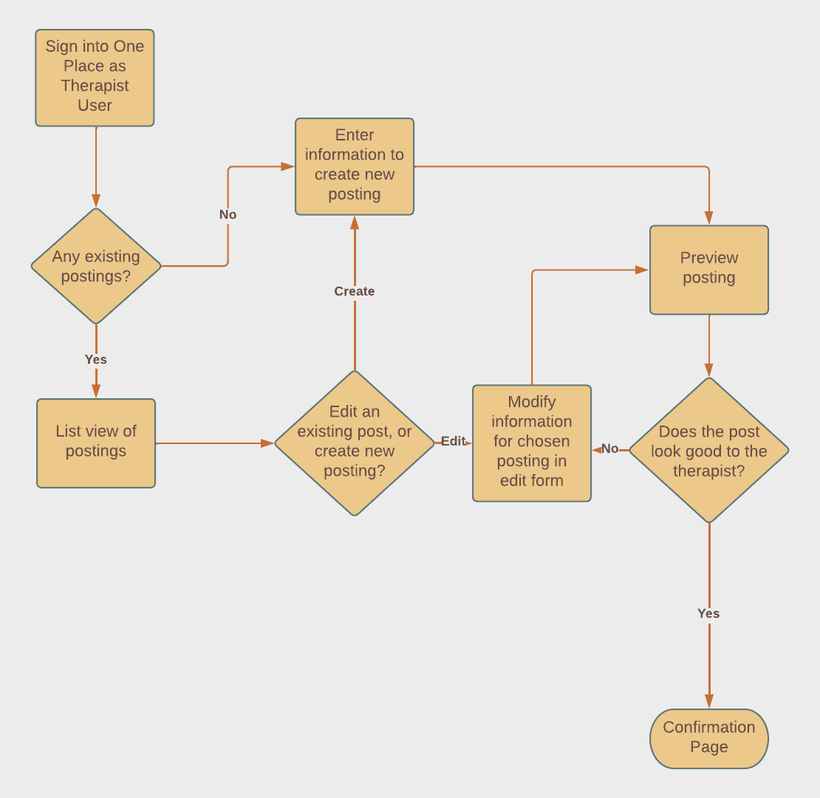 Sign into One
Place as
Therapist
User
Enter
information to
create new
posting
No
Any existing
postings?
Preview
posting
Create
Yes
List view of
postings
Edit an
existing post, or
create new
posting?
Edit
Modify
information
for chosen
posting in
edit form
No
Does the post
look good to the
therapist?
Yes
Confirmation
Page